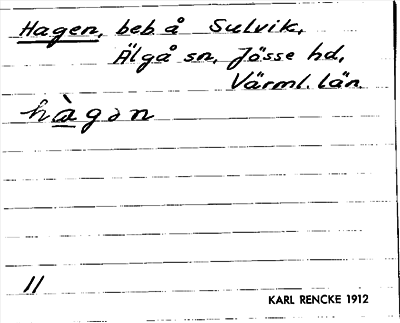 Hagen, beb. å Sulvik,
Älgå sn, Jösse hd,
Värml. län.
hàgən
11
KARL RENCKE 1912